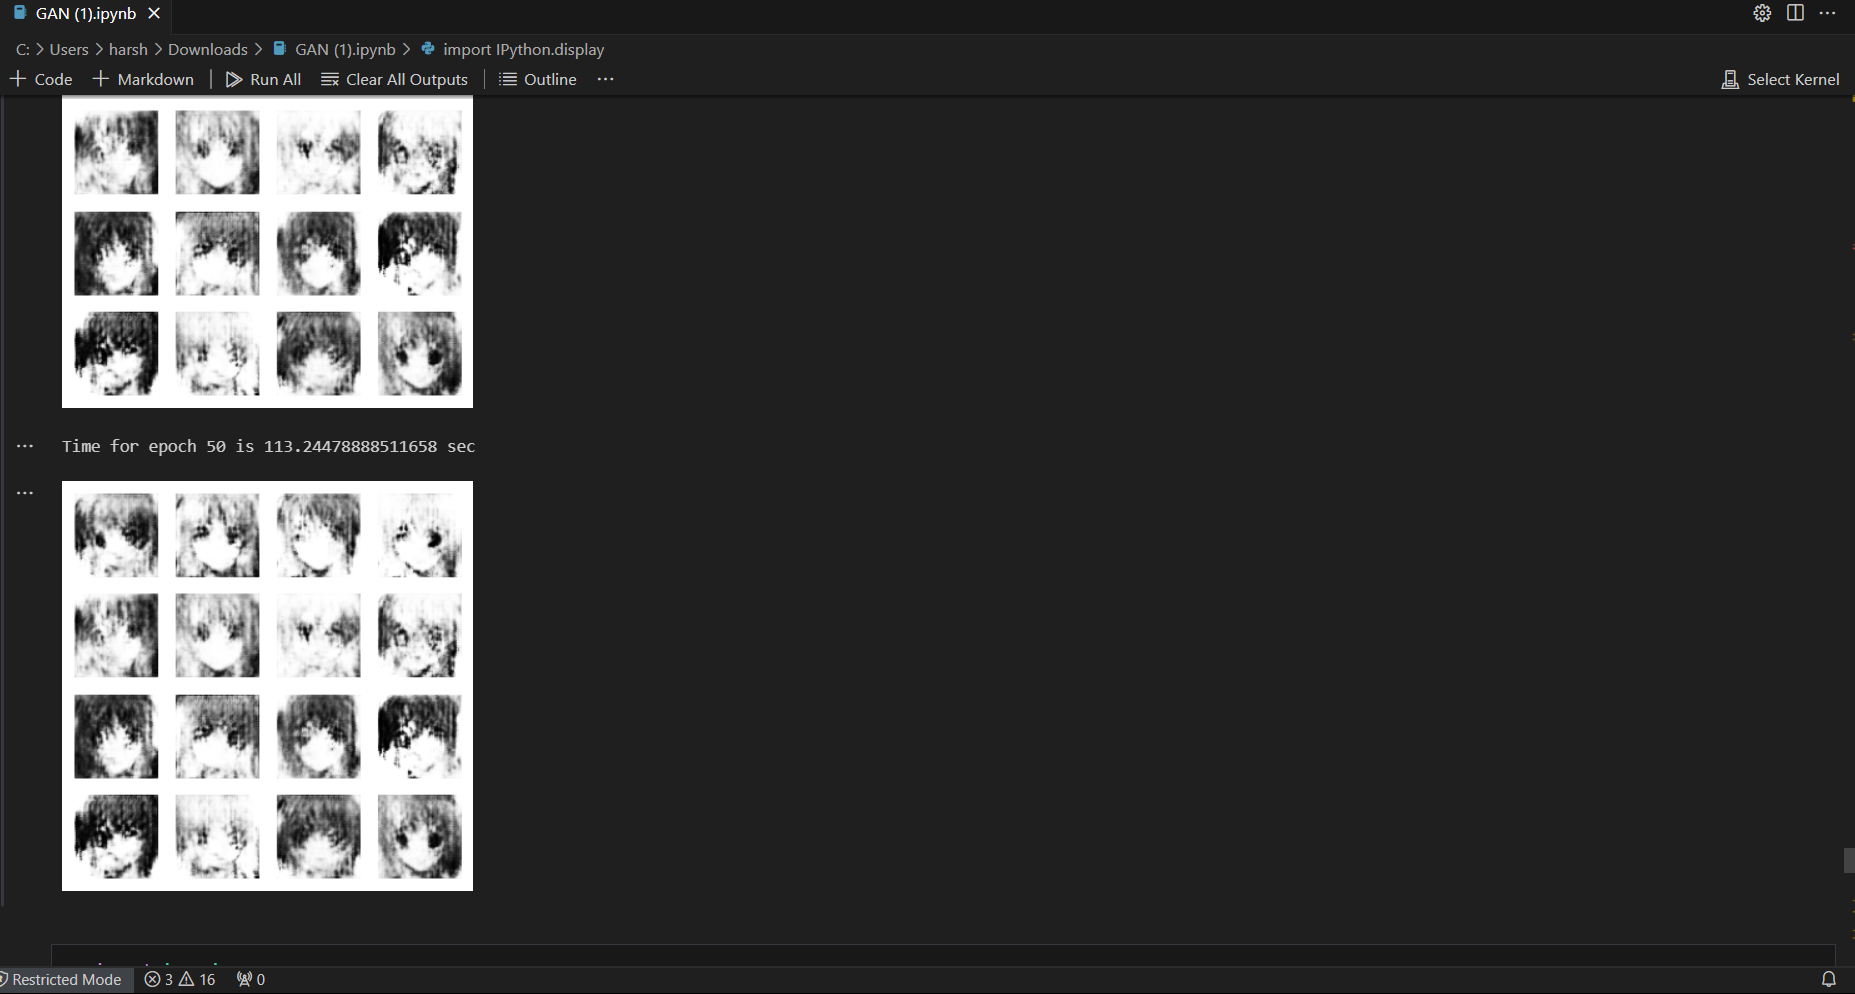 GAN (1).ipynb
C: > Users > harsh > Downloads > GAN (1).ipynb > import IPython.display
+ Code + Markdown | Run All Clear All Outputs | Outline ...
Select Kernel
... Time for epoch 50 is 113.24478888511658 sec
...
Restricted Mode 3 16 0